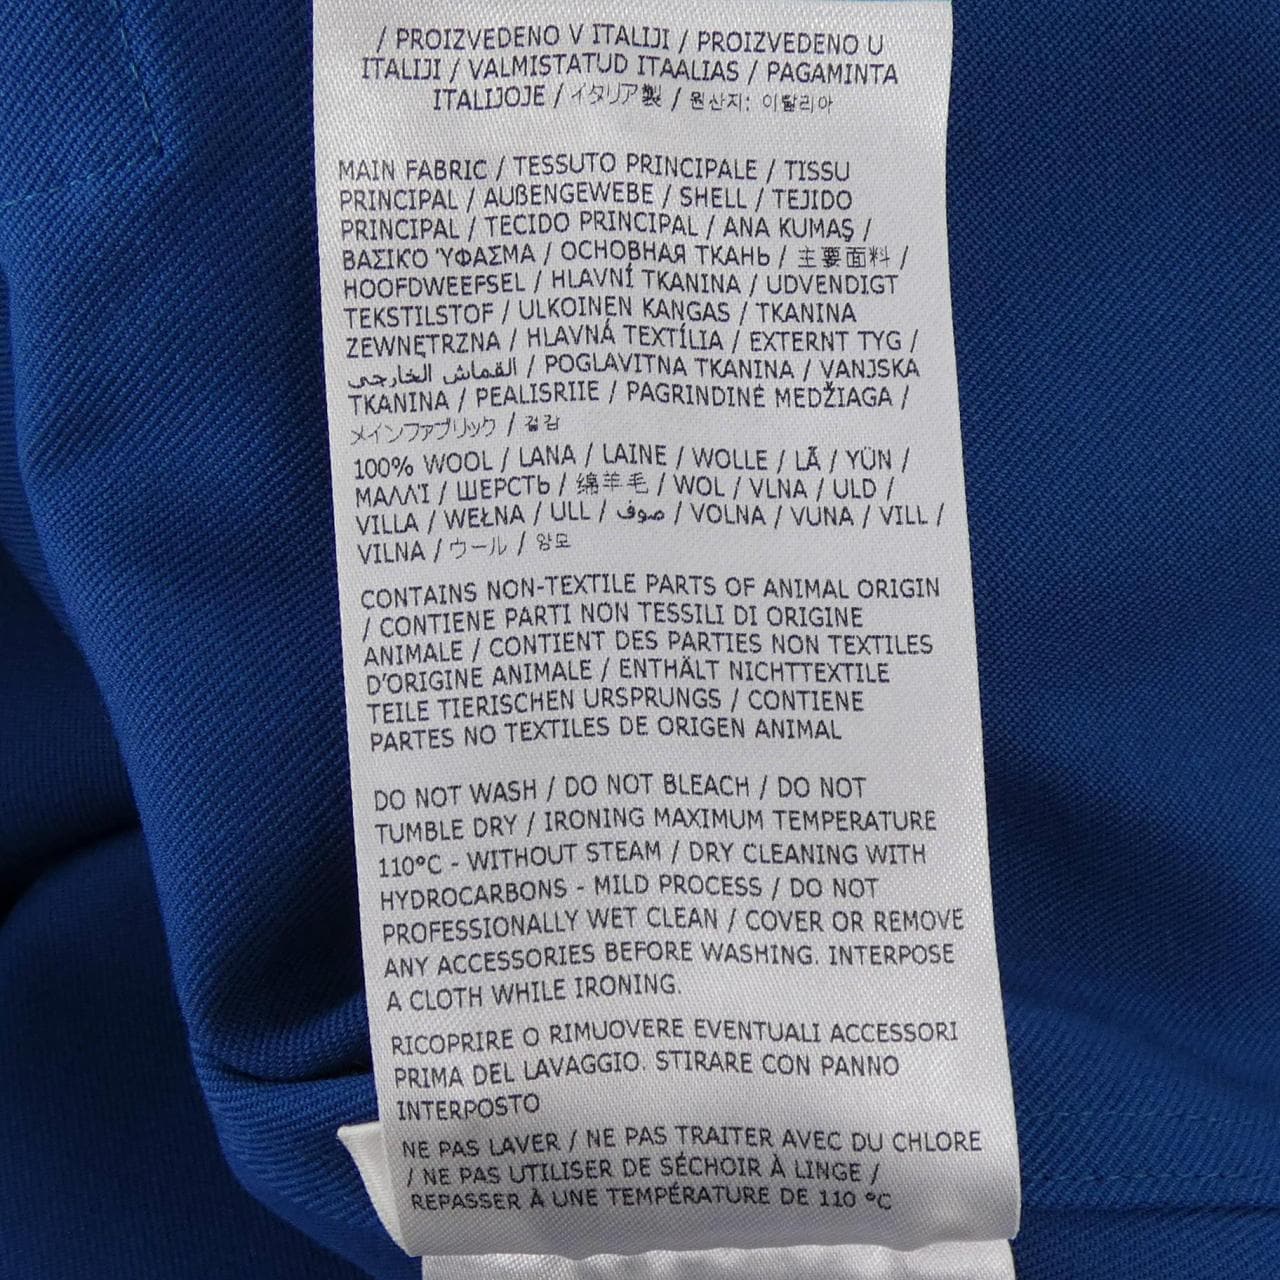 / PROIZVEDENO V ITALIJI / PROIZVEDENO U
ITALIJI / VALMISTATUD ITAALIAS / PAGAMINTA
ITALIJOJE / イタリア製 / 원산지: 이탈리아
MAIN FABRIC / TESSUTO PRINCIPALE / TISSU
PRINCIPAL / AUßENGEWEBE / SHELL / TEJIDO
PRINCIPAL / TECIDO PRINCIPAL / ANA KUMAŞ /
ΒΑΣΙΚΌ ΎΦΑΣΜΑ / ОСНОВНАЯ ТКАНЬ / 主要面料 /
HOOFDWEEFSEL / HLAVNÍ TKANINA / UDVENDIGT
TEKSTILSTOF / ULKOINEN KANGAS / TKANINA
ZEWNĘTRZNA / HLAVNÁ TEXTÍLIA / EXTERNT TYG /
القماش الخارجي / POGLAVITNA TKANINA / VANJSKA
TKANINA / PEALISRIIE / PAGRINDINĖ MEDŽIAGA /
メインファブリック / 겉감
100% WOOL / LANA / LAINE / WOLLE / LÃ / YÜN /
ΜΑΛΛΊ / ШЕРСТЬ / 绵羊毛 / WOL / VLNA / ULD /
VILLA / WEŁNA / ULL / صوف / VOLNA / VUNA / VILL /
VILNA / ウール / 양모
CONTAINS NON-TEXTILE PARTS OF ANIMAL ORIGIN
/ CONTIENE PARTI NON TESSILI DI ORIGINE
ANIMALE / CONTIENT DES PARTIES NON TEXTILES
D'ORIGINE ANIMALE / ENTHÄLT NICHTTEXTILE
TEILE TIERISCHEN URSPRUNGS / CONTIENE
PARTES NO TEXTILES DE ORIGEN ANIMAL
DO NOT WASH / DO NOT BLEACH / DO NOT
TUMBLE DRY / IRONING MAXIMUM TEMPERATURE
110°C - WITHOUT STEAM / DRY CLEANING WITH
HYDROCARBONS - MILD PROCESS / DO NOT
PROFESSIONALLY WET CLEAN / COVER OR REMOVE
ANY ACCESSORIES BEFORE WASHING. INTERPOSE
A CLOTH WHILE IRONING.
RICOPRIRE O RIMUOVERE EVENTUALI ACCESSORI
PRIMA DEL LAVAGGIO. STIRARE CON PANNO
INTERPOSTO
NE PAS LAVER / NE PAS TRAITER AVEC DU CHLORE
/ NE PAS UTILISER DE SÉCHOIR À LINGE /
REPASSER À UNE TEMPÉRATURE DE 110 °C